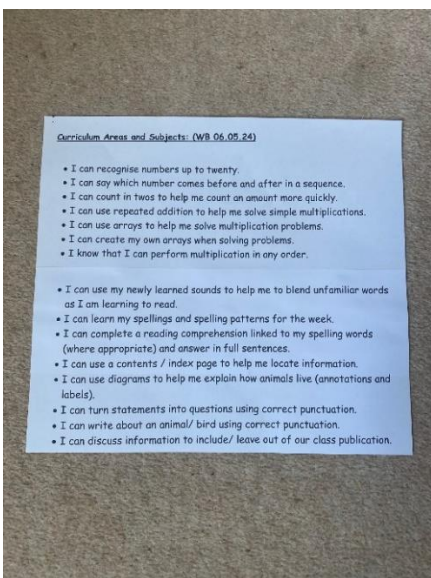 Curriculum Areas and Subjects: (WB 06.05.24)
• I can recognise numbers up to twenty.
• I can say which number comes before and after in a sequence.
• I can count in twos to help me count an amount more quickly.
• I can use repeated addition to help me solve simple multiplications.
• I can use arrays to help me solve multiplication problems.
• I can create my own arrays when solving problems.
• I know that I can perform multiplication in any order.
• I can use my newly learned sounds to help me to blend unfamiliar words
as I am learning to read.
• I can learn my spellings and spelling patterns for the week.
• I can complete a reading comprehension linked to my spelling words
(where appropriate) and answer in full sentences.
• I can use a contents / index page to help me locate information.
• I can use diagrams to help me explain how animals live (annotations and
labels).
• I can turn statements into questions using correct punctuation.
• I can write about an animal/ bird using correct punctuation.
• I can discuss information to include/ leave out of our class publication.